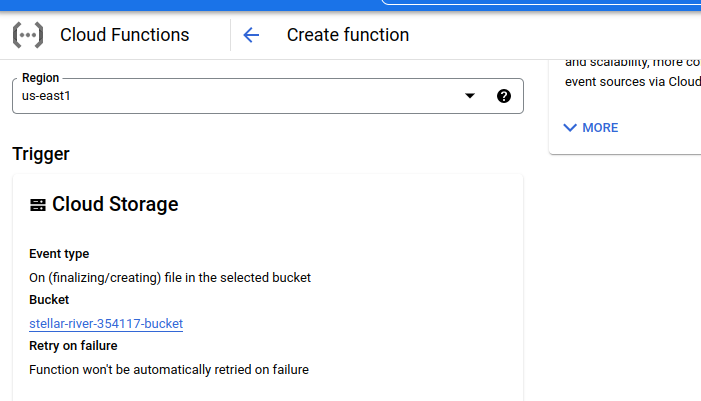 Cloud Functions
Create function
Region
us-east1
and scalability, more co
event sources via Cloud
MORE
Trigger
Cloud Storage
Event type
On (finalizing/creating) file in the selected bucket
Bucket
stellar-river-354117-bucket
Retry on failure
Function won't be automatically retried on failure